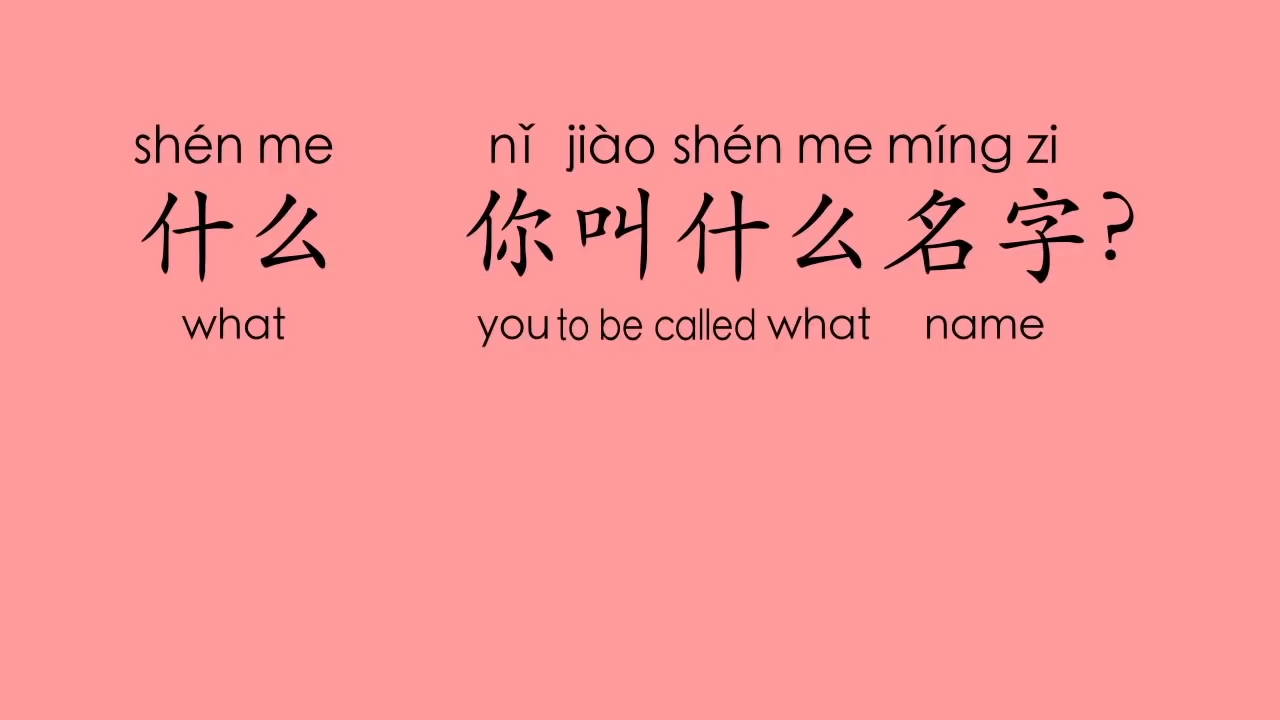 shén me nǐ jiào shén me míng zi
什么 你叫什么名字?
what you to be called what name